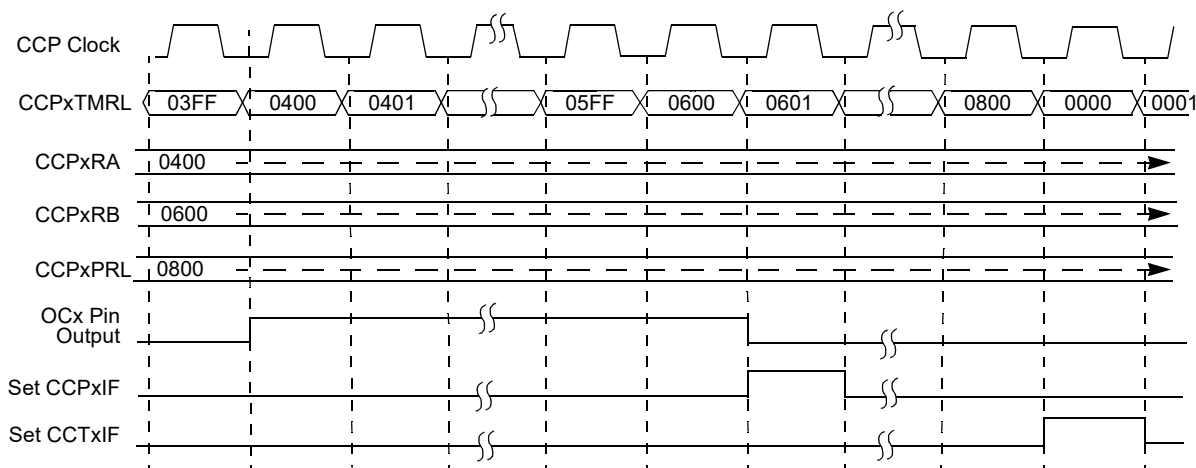 CCP Clock
CCPxTMRL 03FF 0400 0401 05FF 0600 0601 0800 0000 0001
CCPxRA 0400
CCPxRB 0600
CCPxPRL 0800
OCx Pin
Output
Set CCPxIF
Set CCTxIF